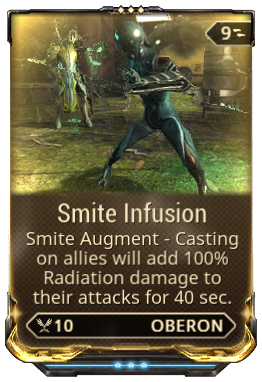 9
Smite Infusion
Smite Augment - Casting
on allies will add 100%
Radiation damage to
their attacks for 40 sec.
10 OBERON